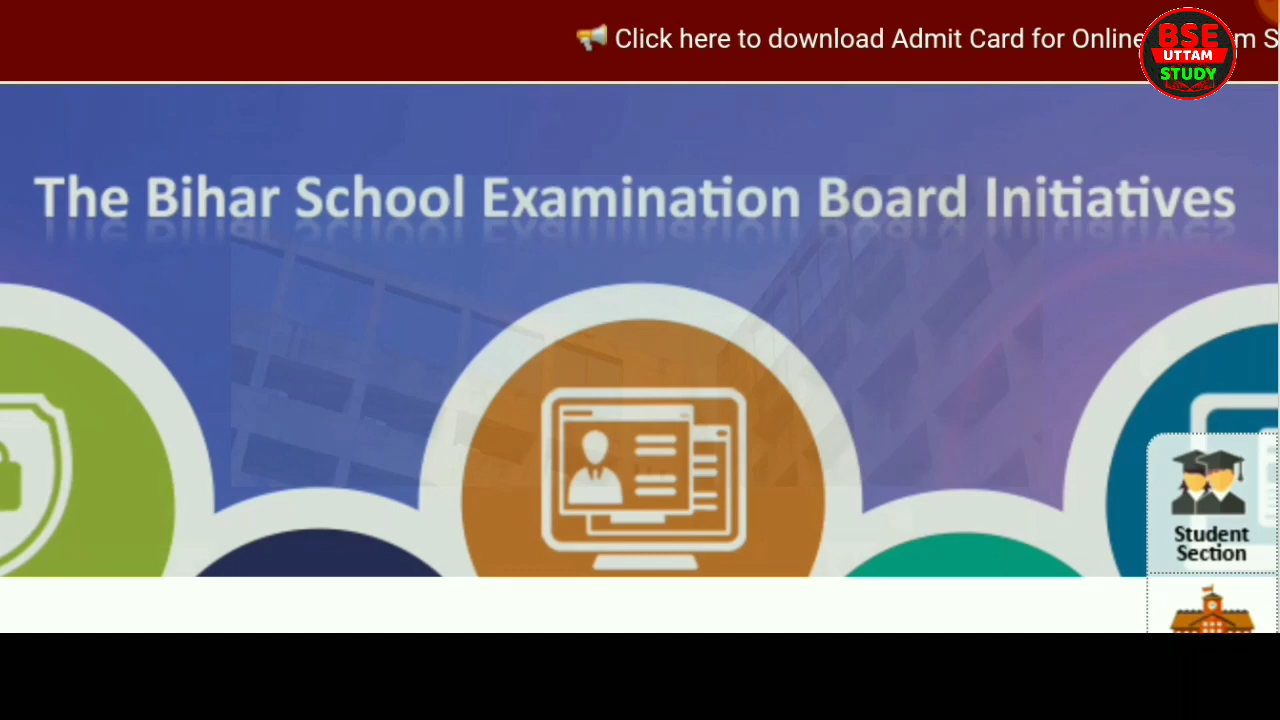 Click here to download Admit Card for Online
BSE
UTTAM
STUDY
The Bihar School Examination Board Initiatives
Student
Section